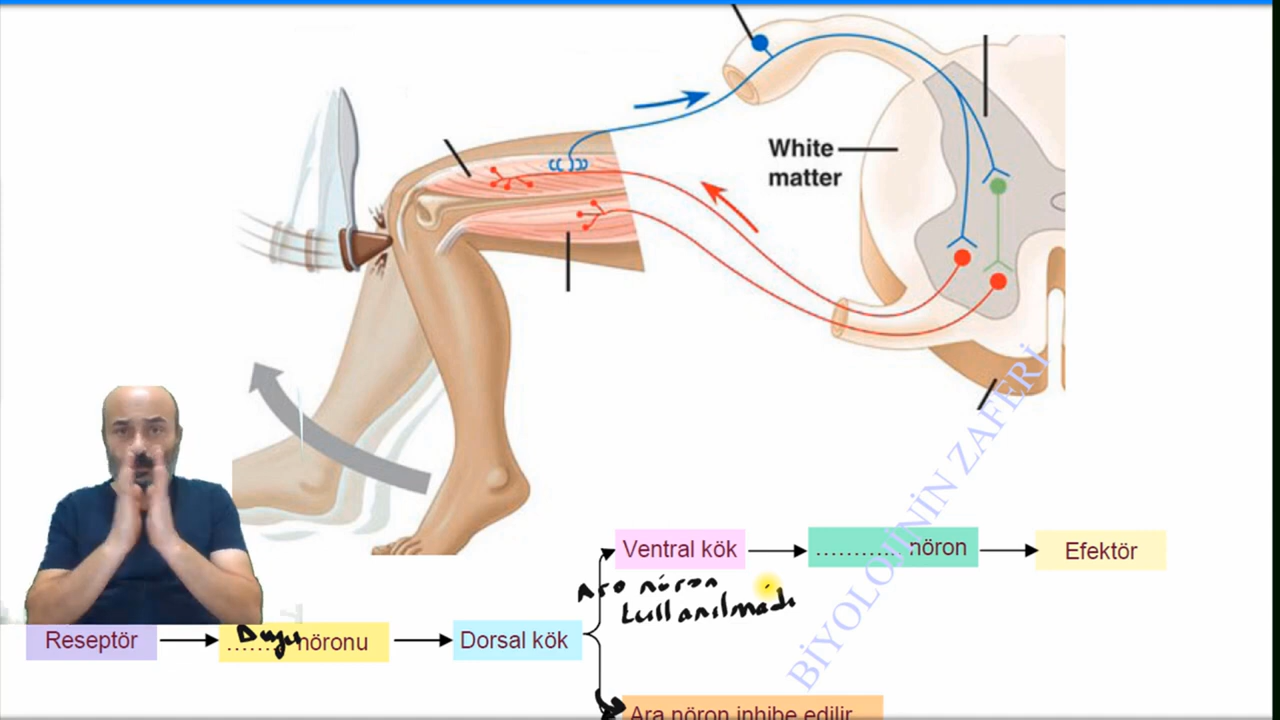 White
matter
Ventral kök
………… nöron
Efektör
Ara nöron
kullanılmadı
Reseptör
Duyu nöronu
Dorsal kök
Ara nöron inhibe edilir
BİYOLOJİNİN ZAFERİ